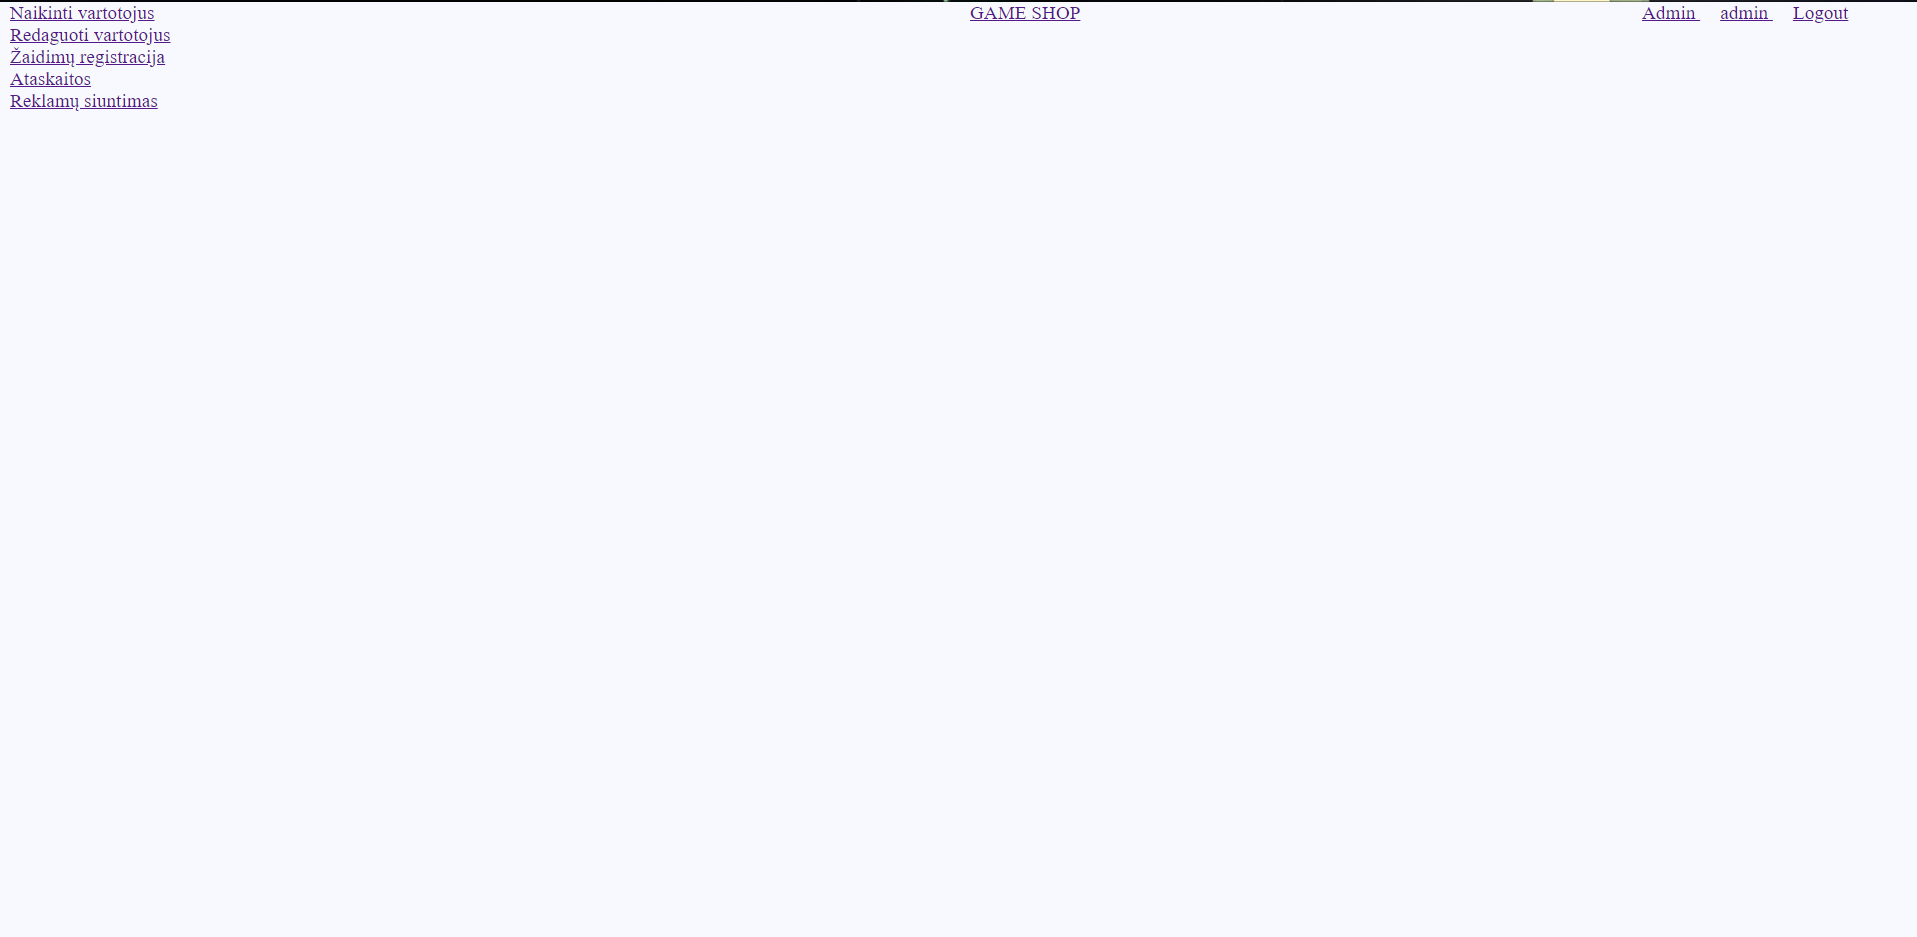 Naikinti vartotojus GAME SHOP Admin admin Logout
Redaguoti vartotojus
Žaidimų registracija
Ataskaitos
Reklamų siuntimas